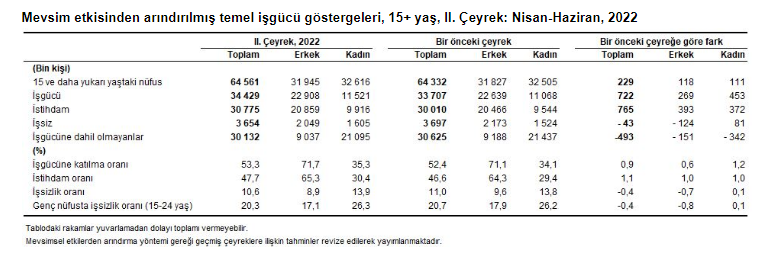 Mevsim etkisinden arındırılmış temel işgücü göstergeleri, 15+ yaş, II. Çeyrek: Nisan-Haziran, 2022
II. Çeyrek, 2022 Bir önceki çeyrek Bir önceki çeyreğe göre fark
Toplam Erkek Kadın Toplam Erkek Kadın Toplam Erkek Kadın
(Bin kişi)
15 ve daha yukarı yaştaki nüfus 64 561 31 945 32 616 64 332 31 827 32 505 229 118 111
İşgücü 34 429 22 908 11 521 33 707 22 639 11 068 722 269 453
İstihdam 30 775 20 859 9 916 30 010 20 466 9 544 765 393 372
İşsiz 3 654 2 049 1 605 3 697 2 173 1 524 - 43 - 124 81
İşgücüne dahil olmayanlar 30 132 9 037 21 095 30 625 9 188 21 437 -493 - 151 - 342
(%)
İşgücüne katılma oranı 53,3 71,7 35,3 52,4 71,1 34,1 0,9 0,6 1,2
İstihdam oranı 47,7 65,3 30,4 46,6 64,3 29,4 1,1 1,0 1,0
İşsizlik oranı 10,6 8,9 13,9 11,0 9,6 13,8 -0,4 -0,7 0,1
Genç nüfusta işsizlik oranı (15-24 yaş) 20,3 17,1 26,3 20,7 17,9 26,2 -0,4 -0,8 0,1
Tablodaki rakamlar yuvarlamadan dolayı toplamı vermeyebilir.
Mevsimsel etkilerden arındırma yöntemi gereği geçmiş çeyreklere ilişkin tahminler revize edilerek yayımlanmaktadır.